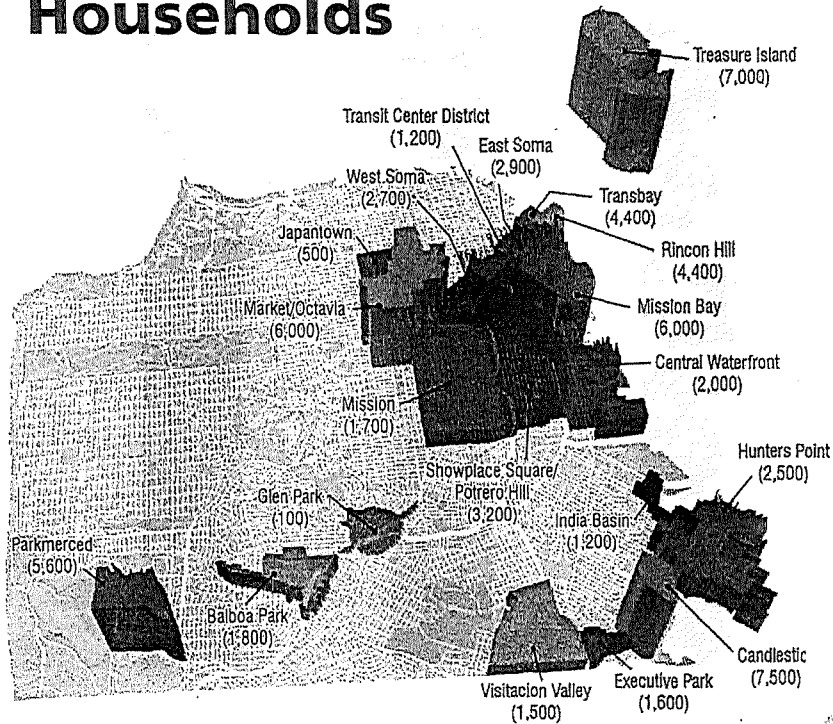 Households
Treasure Island
(7,000)
Transit Center District
(1,200)
East Soma
(2,900)
West Soma
(2,700)
Transbay
(4,400)
Japantown
(500)
Rincon Hill
(4,400)
Market/Octavia
(6,000)
Mission Bay
(6,000)
Central Waterfront
(2,000)
Mission
(1,700)
Showplace Square/
Potrero Hill
(3,200)
Hunters Point
(2,500)
Glen Park
(100)
India Basin
(1,200)
Parkmerced
(5,600)
Balboa Park
(1,800)
Candlestic
(7,500)
Executive Park
(1,600)
Visitacion Valley
(1,500)